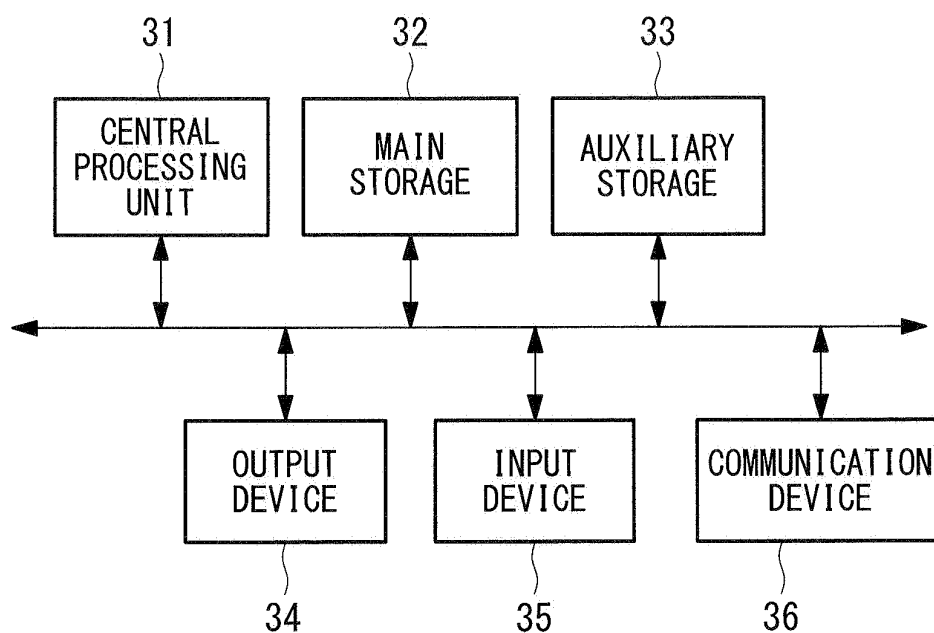 31
32
33
CENTRAL
PROCESSING
UNIT
MAIN
STORAGE
AUXILIARY
STORAGE
OUTPUT
DEVICE
INPUT
DEVICE
COMMUNICATION
DEVICE
34
35
36